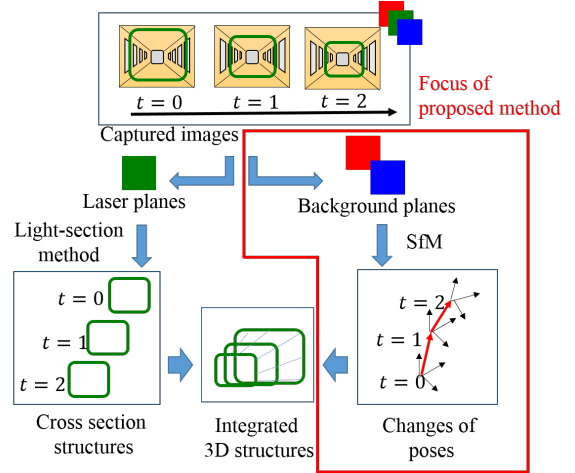 t = 0
t = 1
t = 2
Focus of
proposed method
Captured images
Laser planes
Background planes
Light-section
method
SfM
t = 0
t = 1
t = 2
t = 2
t = 1
t = 0
Cross section
structures
Integrated
3D structures
Changes of
poses